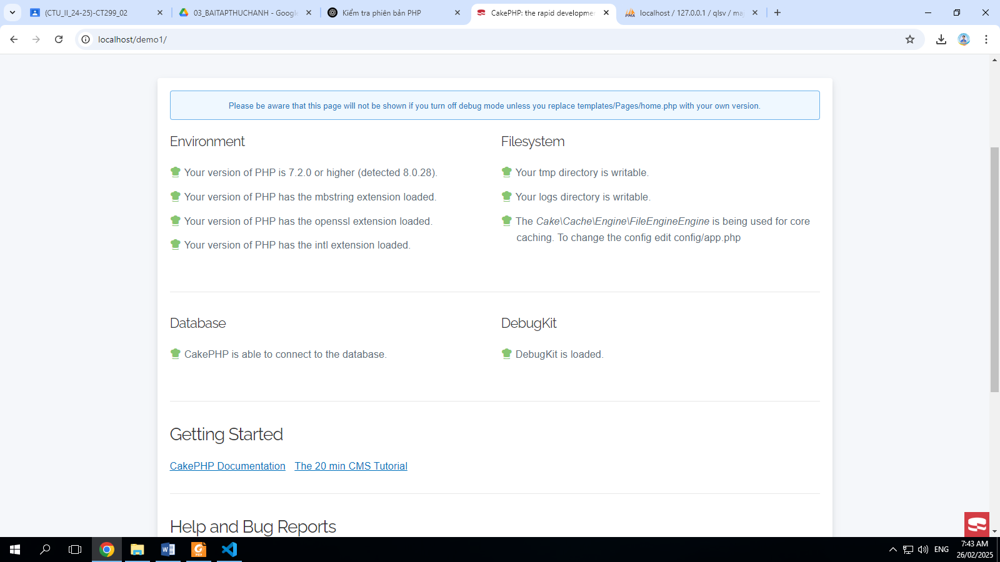 (CTU_II_24-25)-CT299_02
03_BAITAPTHUCHANH - Google
Kiểm tra phiên bản PHP
CakePHP: the rapid developmen
localhost / 127.0.0.1 / qlsv / ma
localhost/demo1/
Please be aware that this page will not be shown if you turn off debug mode unless you replace templates/Pages/home.php with your own version.
Environment
Your version of PHP is 7.2.0 or higher (detected 8.0.28).
Your version of PHP has the mbstring extension loaded.
Your version of PHP has the openssl extension loaded.
Your version of PHP has the intl extension loaded.
Filesystem
Your tmp directory is writable.
Your logs directory is writable.
The Cake\Cache\Engine\FileEngineEngine is being used for core
caching. To change the config edit config/app.php
Database
CakePHP is able to connect to the database.
DebugKit
DebugKit is loaded.
Getting Started
CakePHP Documentation The 20 min CMS Tutorial
Help and Bug Reports
ENG
7:43 AM
26/02/2025